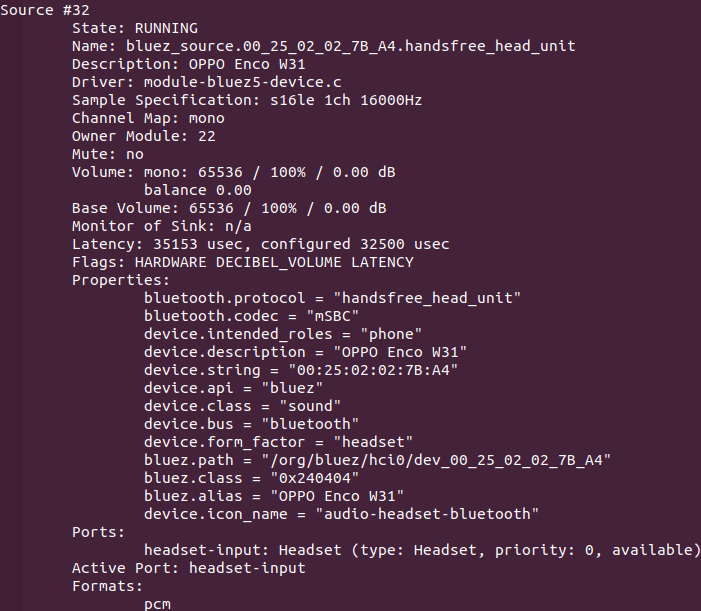 Source #32
State: RUNNING
Name: bluez_source.00_25_02_02_7B_A4.handsfree_head_unit
Description: OPPO Enco W31
Driver: module-bluez5-device.c
Sample Specification: s16le 1ch 16000Hz
Channel Map: mono
Owner Module: 22
Mute: no
Volume: mono: 65536 / 100% / 0.00 dB
balance 0.00
Base Volume: 65536 / 100% / 0.00 dB
Monitor of Sink: n/a
Latency: 35153 usec, configured 32500 usec
Flags: HARDWARE DECIBEL_VOLUME LATENCY
Properties:
bluetooth.protocol = "handsfree_head_unit"
bluetooth.codec = "mSBC"
device.intended_roles = "phone"
device.description = "OPPO Enco W31"
device.string = "00:25:02:02:7B:A4"
device.api = "bluez"
device.class = "sound"
device.bus = "bluetooth"
device.form_factor = "headset"
bluez.path = "/org/bluez/hci0/dev_00_25_02_02_7B_A4"
bluez.class = "0x240404"
bluez.alias = "OPPO Enco W31"
device.icon_name = "audio-headset-bluetooth"
Ports:
headset-input: Headset (type: Headset, priority: 0, available)
Active Port: headset-input
Formats:
pcm